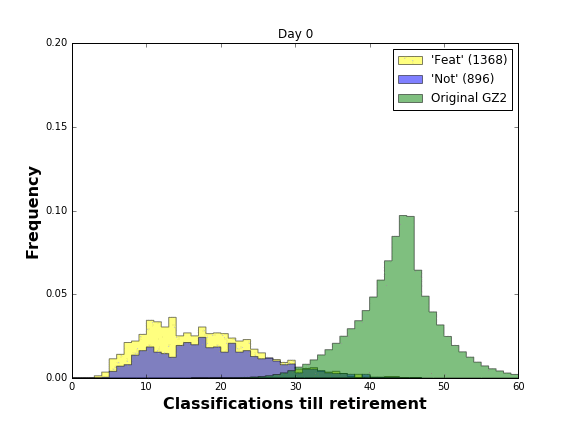 Day 0
0.20
0.15
0.10
0.05
0.00
Frequency
'Feat' (1368)
'Not' (896)
Original GZ2
0 10 20 30 40 50 60
Classifications till retirement